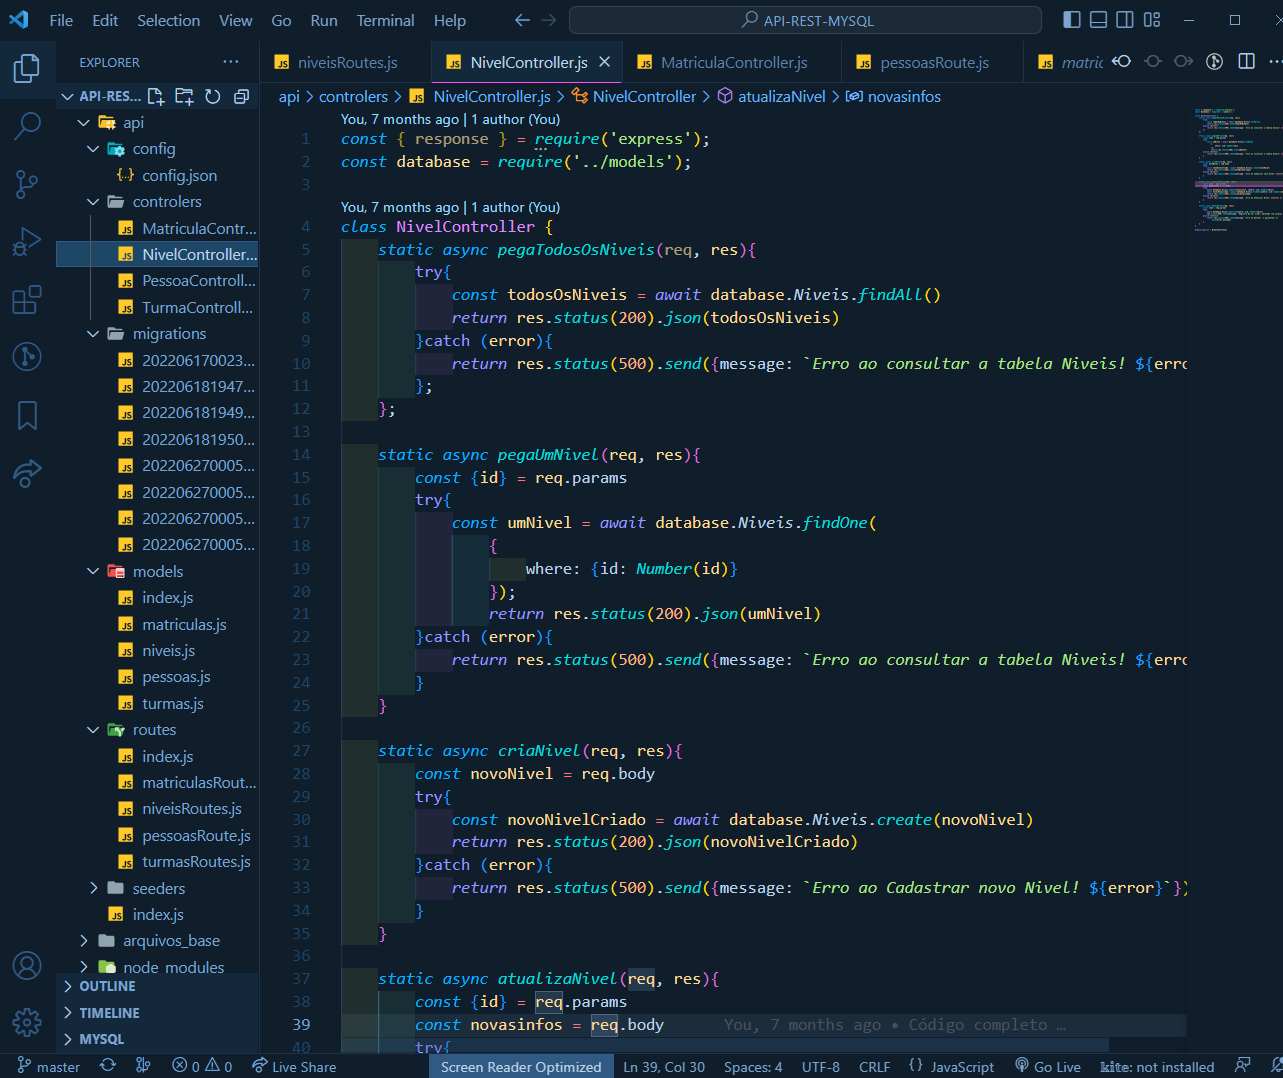 File Edit Selection View Go Run Terminal Help
API-REST-MYSQL
EXPLORER
niveisRoutes.js
NivelController.js
MatriculaController.js
pessoasRoute.js
matric
API-RES...
api
config
config.json
controlers
MatriculaContr...
NivelController...
PessoaControll...
TurmaControll...
migrations
202206170023...
202206181947...
202206181949...
202206181950...
202206270005...
202206270005...
202206270005...
202206270005...
models
index.js
matriculas.js
niveis.js
pessoas.js
turmas.js
routes
index.js
matriculasRout...
niveisRoutes.js
pessoasRoute.js
turmasRoutes.js
seeders
index.js
arquivos_base
node_modules
OUTLINE
TIMELINE
MYSQL
api > controlers > NivelController.js > NivelController > atualizaNivel > novasinfos
You, 7 months ago | 1 author (You)
1 const { response } = require('express');
2 const database = require('../models');
3
You, 7 months ago | 1 author (You)
4 class NivelController {
5 static async pegaTodosOsNiveis(req, res){
6 try{
7 const todosOsNiveis = await database.Niveis.findAll()
8 return res.status(200).json(todosOsNiveis)
9 }catch (error){
10 return res.status(500).send({message: `Erro ao consultar a tabela Niveis! ${erro
11 };
12 };
13
14 static async pegaUmNivel(req, res){
15 const {id} = req.params
16 try{
17 const umNivel = await database.Niveis.findOne(
18 {
19 where: {id: Number(id)}
20 });
21 return res.status(200).json(umNivel)
22 }catch (error){
23 return res.status(500).send({message: `Erro ao consultar a tabela Niveis! ${erro
24 }
25 }
26
27 static async criaNivel(req, res){
28 const novoNivel = req.body
29 try{
30 const novoNivelCriado = await database.Niveis.create(novoNivel)
31 return res.status(200).json(novoNivelCriado)
32 }catch (error){
33 return res.status(500).send({message: `Erro ao Cadastrar novo Nivel! ${error}`})
34 }
35 }
36
37 static async atualizaNivel(req, res){
38 const {id} = req.params
39 const novasinfos = req.body You, 7 months ago • Código completo …
40 try{
master
0 0
Live Share
Screen Reader Optimized
Ln 39, Col 30
Spaces: 4
UTF-8
CRLF
{} JavaScript
Go Live
kite: not installed